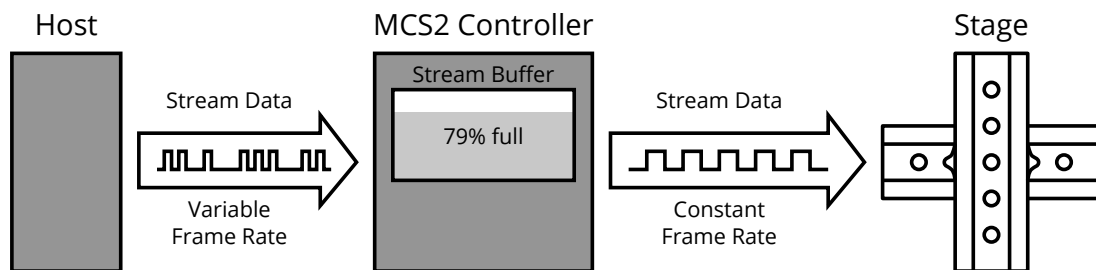 Host
MCS2 Controller
Stage
Stream Data
Variable
Frame Rate
Stream Buffer
79% full
Stream Data
Constant
Frame Rate